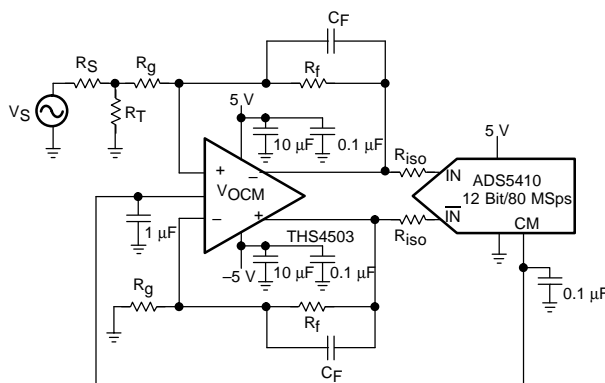 CF
RS
Rg
Rf
VS
RT
5 V
10 µF
0.1 µF
5 V
Riso
+
−
VOCM
IN
ADS5410
12 Bit/80 MSps
IN
CM
−
+
1 µF
THS4503
Riso
−5 V
10 µF
0.1 µF
0.1 µF
Rg
Rf
CF